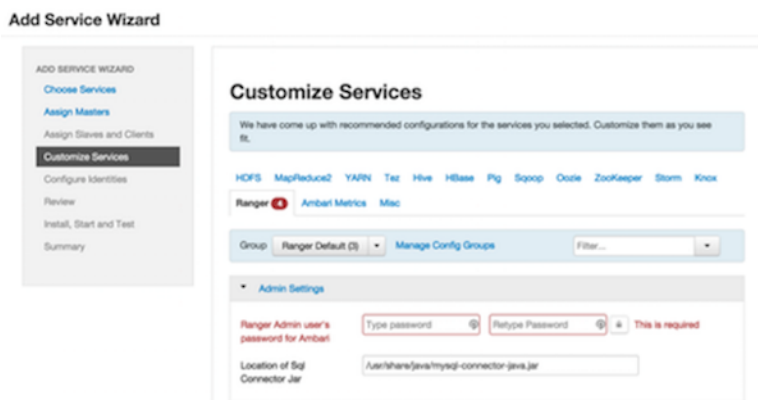 Add Service Wizard
ADD SERVICE WIZARD
Choose Services
Assign Masters
Assign Slaves and Clients
Customize Services
Configure Identities
Review
Install, Start and Test
Summary
Customize Services
We have come up with recommended configurations for the services you selected. Customize them as you see
fit.
HDFS MapReduce2 YARN Tez Hive HBase Pig Sqoop Oozie ZooKeeper Storm Knox
Ranger 4 Ambari Metrics Misc
Group Ranger Default (3) Manage Config Groups Filter...
Admin Settings
Ranger Admin user's
password for Ambari
Type password Retype Password This is required
Location of Sql
Connector Jar
/usr/share/java/mysql-connector-java.jar